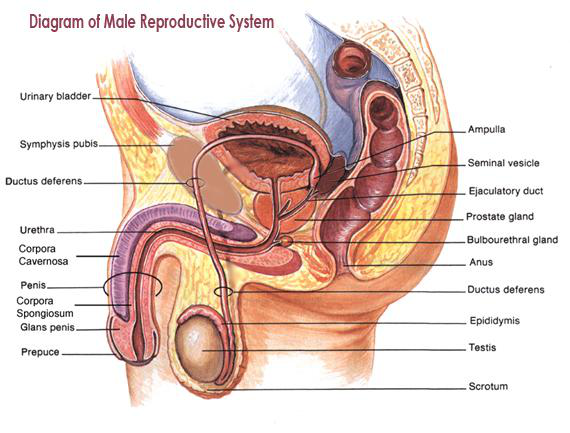 Diagram of Male Reproductive System
Urinary bladder
Symphysis pubis
Ductus deferens
Urethra
Corpora
Cavernosa
Penis
Corpora
Spongiosum
Glans penis
Prepuce
Ampulla
Seminal vesicle
Ejaculatory duct
Prostate gland
Bulbourethral gland
Anus
Ductus deferens
Epididymis
Testis
Scrotum